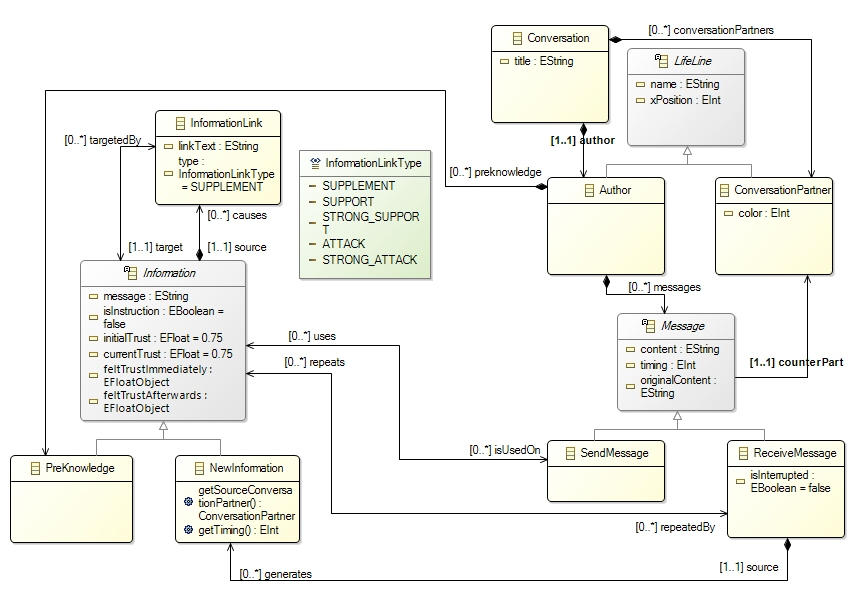 Conversation
title : EString
[0..*] conversationPartners
LifeLine
name : EString
xPosition : EInt
[1..1] author
InformationLink
linkText : EString
type :
InformationLinkType
= SUPPLEMENT
[0..*] targetedBy
InformationLinkType
SUPPLEMENT
SUPPORT
STRONG_SUPPOR
T
ATTACK
STRONG_ATTACK
[0..*] preknowledge
Author
ConversationPartner
color : EInt
[0..*] causes
[1..1] target
[1..1] source
Information
message : EString
isInstruction : EBoolean =
false
initialTrust : EFloat = 0.75
currentTrust : EFloat = 0.75
feltTrustImmediately :
EFloatObject
feltTrustAfterwards :
EFloatObject
[0..*] messages
Message
content : EString
timing : EInt
originalContent :
EString
[1..1] counterPart
[0..*] uses
[0..*] repeats
[0..*] isUsedOn
PreKnowledge
NewInformation
getSourceConversa
tionPartner() :
ConversationPartner
getTiming() : EInt
SendMessage
ReceiveMessage
isInterrupted :
EBoolean = false
[0..*] repeatedBy
[1..1] source
[0..*] generates